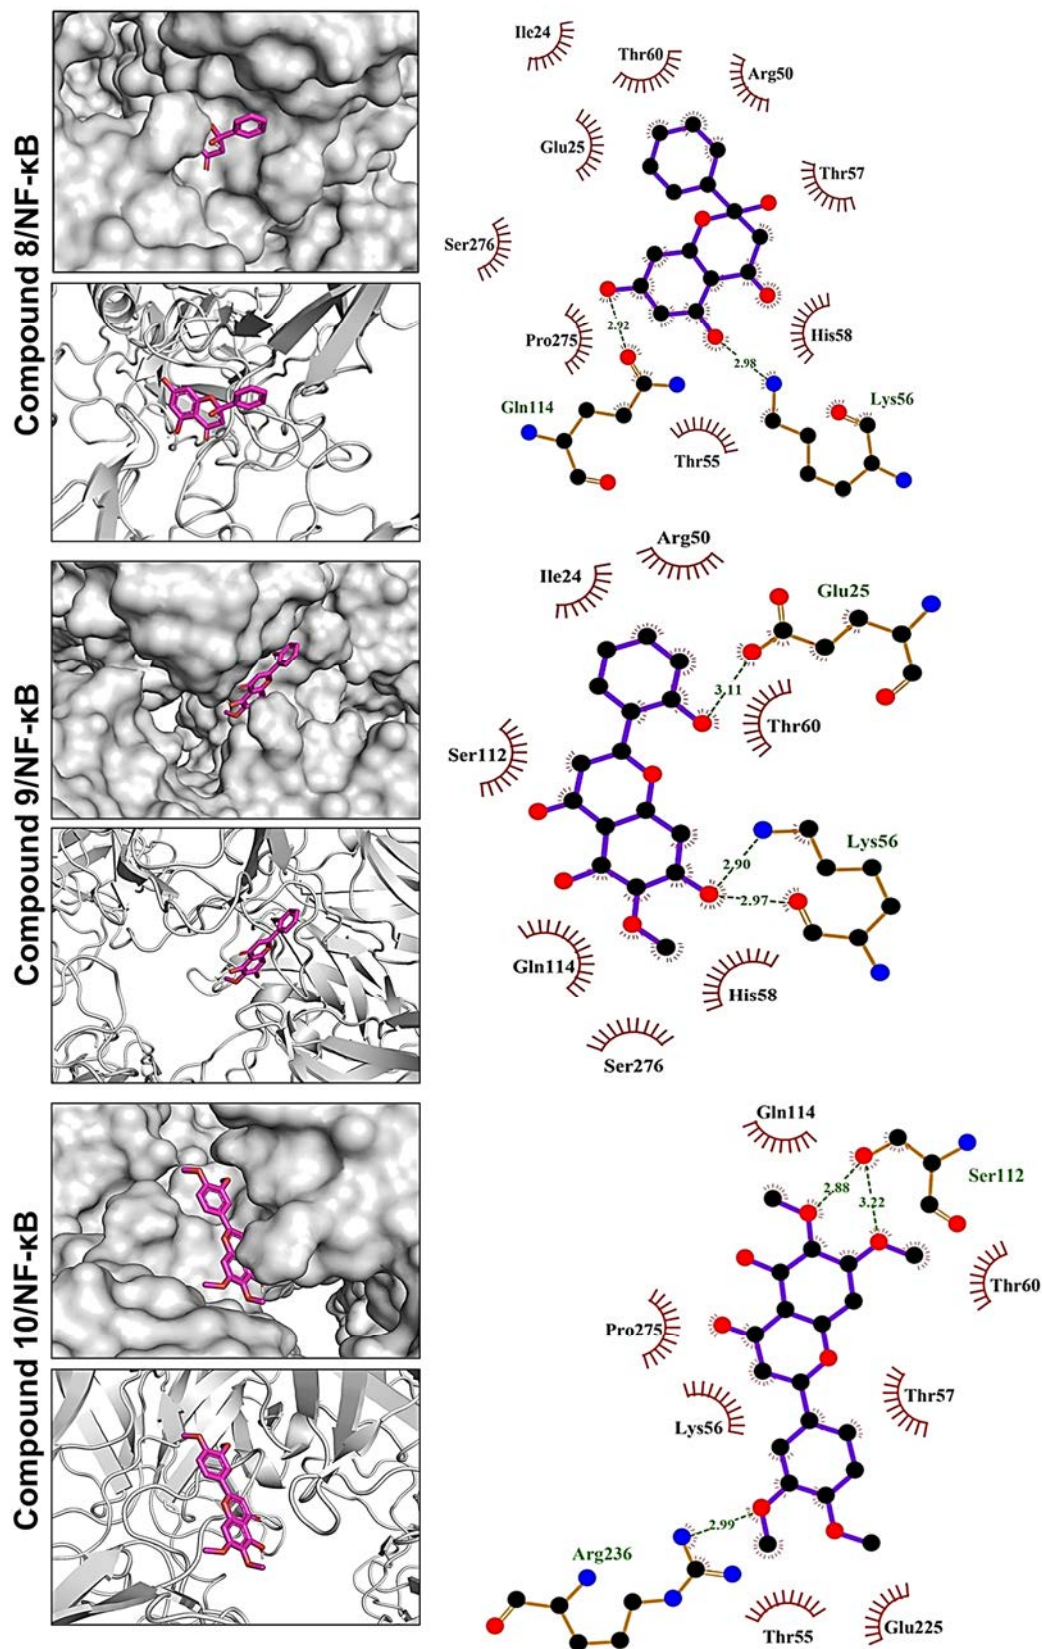 Compound 8/NF-κB
Ile24
Thr60
Arg50
Glu25
Thr57
Ser276
2.92
Pro275
His58
2.98
Gln114
Lys56
Thr55
Compound 9/NF-κB
Arg50
Ile24
Glu25
3.11
Thr60
Ser112
Lys56
2.90
2.97
Gln114
His58
Ser276
Compound 10/NF-κB
Gln114
Ser112
2.88
3.22
Thr60
Pro275
Thr57
Lys56
2.99
Arg236
Thr55
Glu225